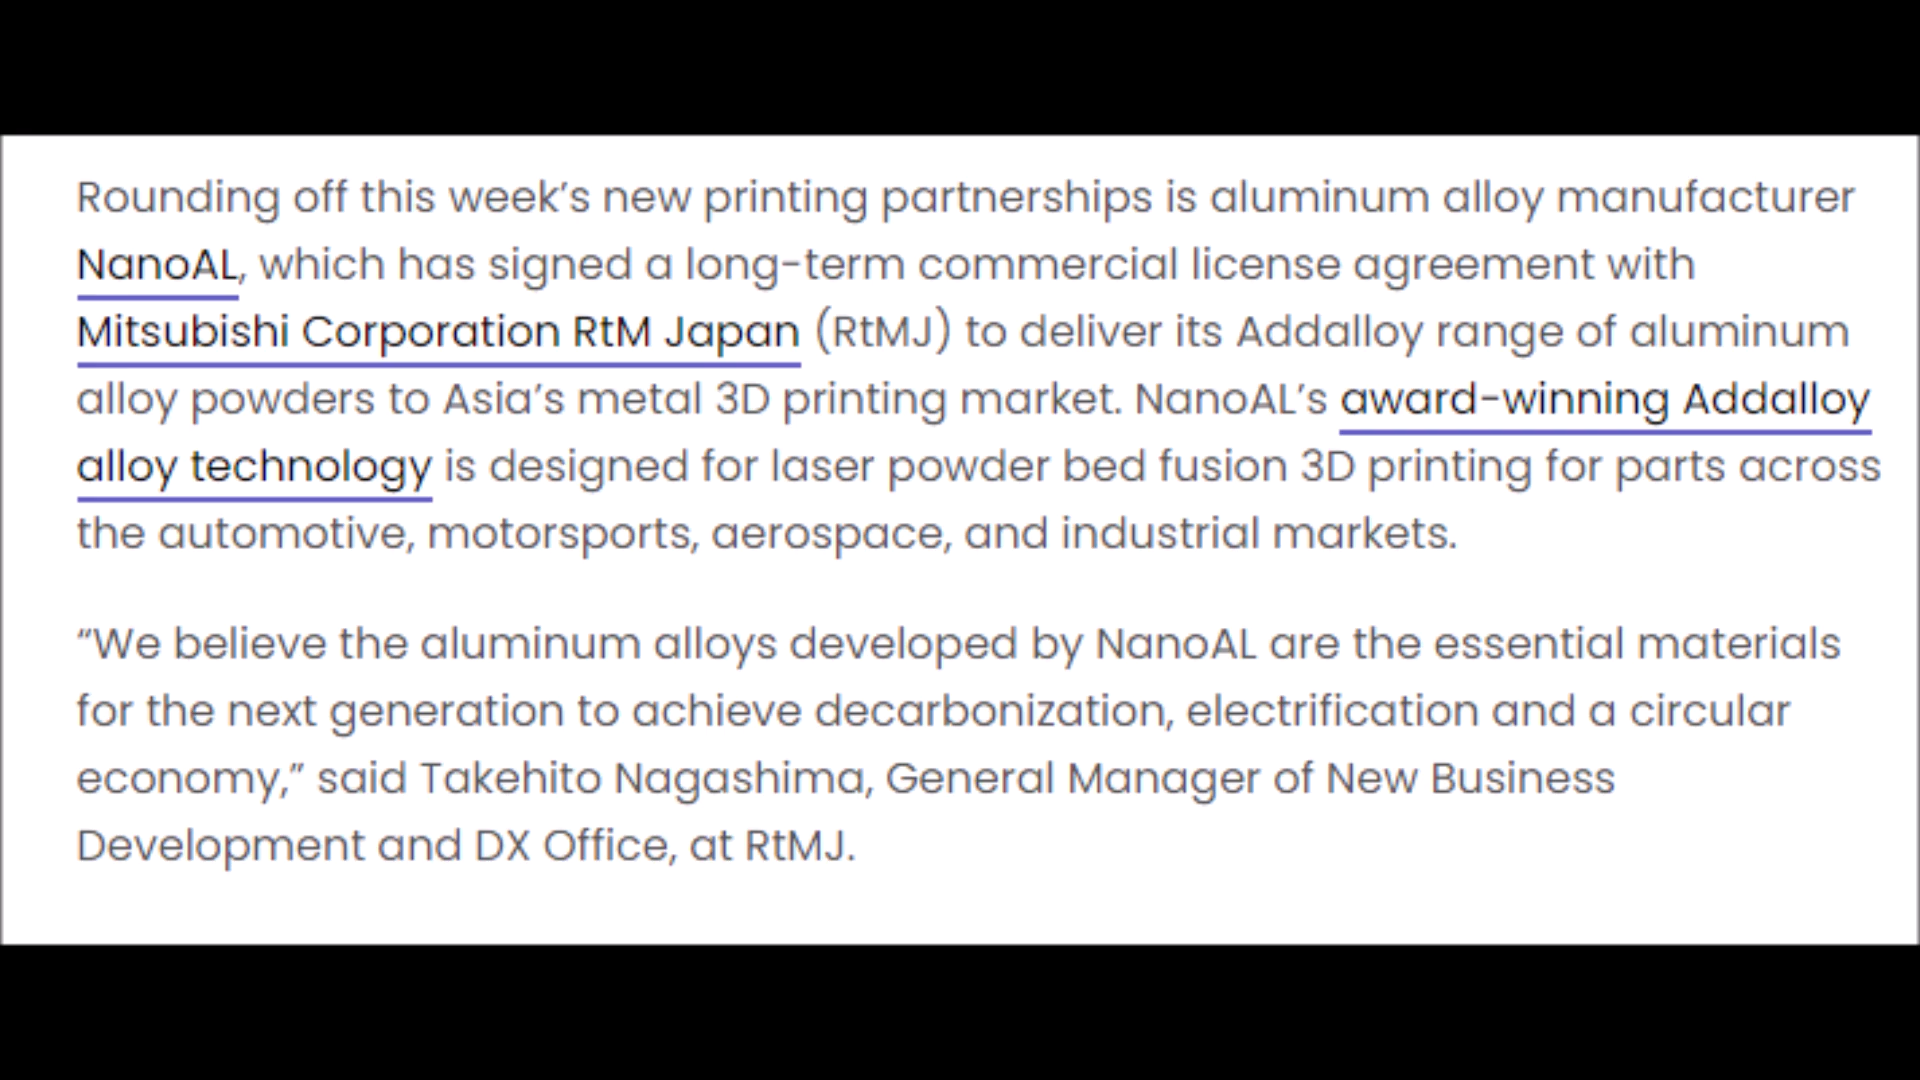 Rounding off this week’s new printing partnerships is aluminum alloy manufacturer
NanoAL, which has signed a long-term commercial license agreement with
Mitsubishi Corporation RtM Japan (RtMJ) to deliver its Addalloy range of aluminum
alloy powders to Asia’s metal 3D printing market. NanoAL’s award-winning Addalloy
alloy technology is designed for laser powder bed fusion 3D printing for parts across
the automotive, motorsports, aerospace, and industrial markets.
“We believe the aluminum alloys developed by NanoAL are the essential materials
for the next generation to achieve decarbonization, electrification and a circular
economy,” said Takehito Nagashima, General Manager of New Business
Development and DX Office, at RtMJ.